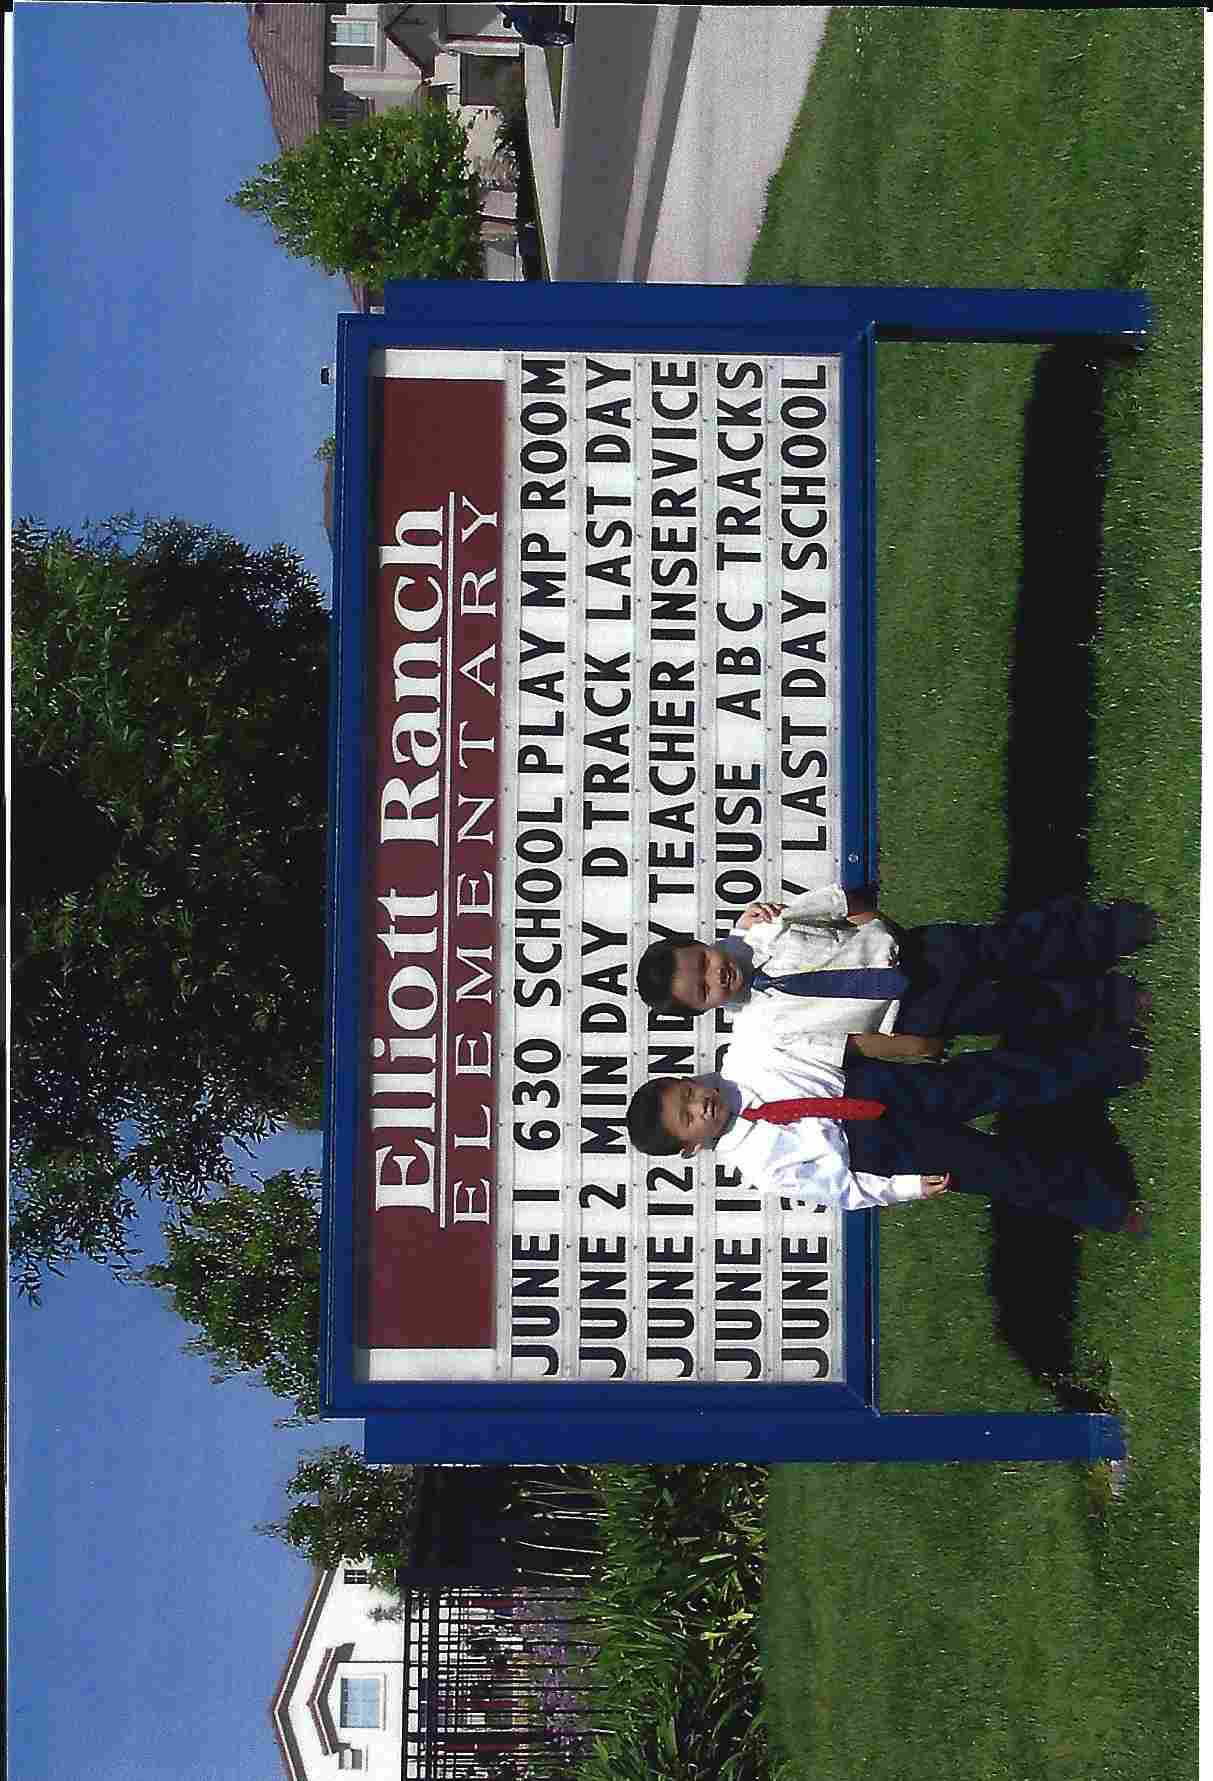 Elliott Ranch
ELEMENTARY
JUNE 1 630 SCHOOL PLAY MP ROOM
JUNE 2 MIN DAY D TRACK LAST DAY
JUNE 12 TEACHER INSERVICE
JUNE HOUSE ABC TRACKS
JUNE LAST DAY SCHOOL